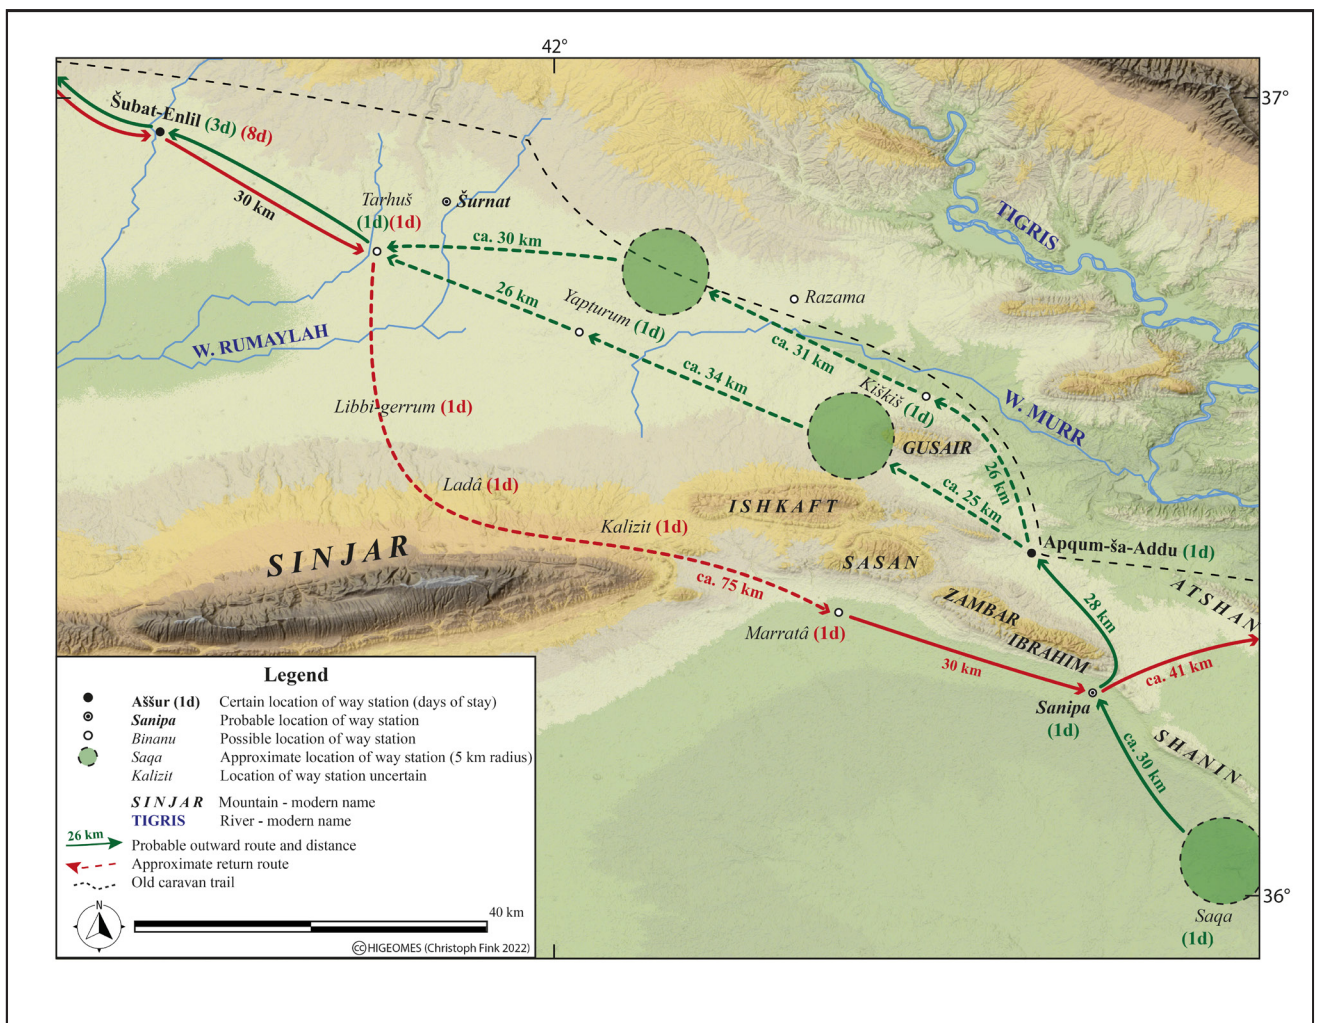 42°
37°
Šubat-Enlil (3d) (8d)
30 km
Tarhuš
(1d)(1d)
Šurnat
ca. 30 km
TIGRIS
26 km
Yapturum (1d)
Razama
W. RUMAYLAH
ca. 31 km
ca. 34 km
Kiškiš (1d)
W. MURR
Libbi-gerrum (1d)
GUSAIR
26 km
Ladâ (1d)
ca. 25 km
ISHKAFT
Kalizit (1d)
SINJAR
Apqum-ša-Addu (1d)
SASAN
ca. 75 km
ATSHAN
ZAMBAR
28 km
Marratâ (1d)
IBRAHIM
30 km
ca. 41 km
Sanipa
(1d)
ca. 30 km
SHANIN
36°
Saqa
(1d)
Legend
Aššur (1d) Certain location of way station (days of stay)
Sanipa Probable location of way station
Binanu Possible location of way station
Saqa Approximate location of way station (5 km radius)
Kalizit Location of way station uncertain
SINJAR Mountain - modern name
TIGRIS River - modern name
26 km Probable outward route and distance
Approximate return route
Old caravan trail
N
40 km
cc HIGEOMES (Christoph Fink 2022)